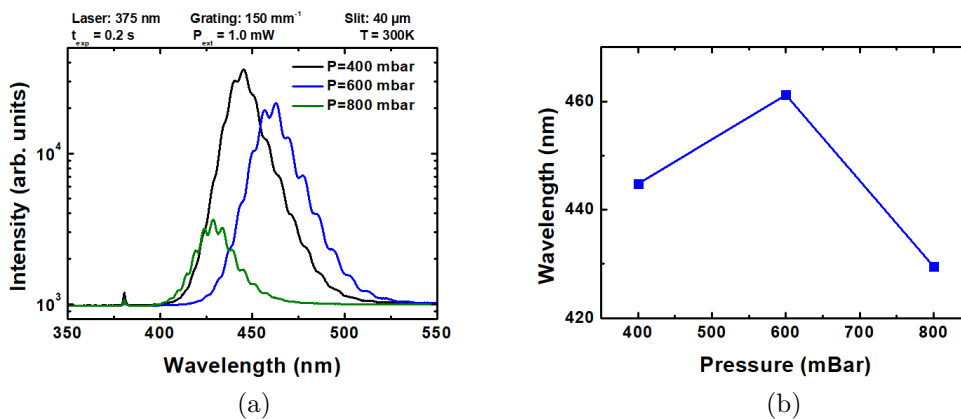 Laser: 375 nm Grating: 150 mm⁻¹ Slit: 40 µm
t_exp = 0.2 s P_ext = 1.0 mW T = 300K
P=400 mbar
P=600 mbar
P=800 mbar
Intensity (arb. units)
10⁴
10³
350 400 450 500 550
Wavelength (nm)
(a)
Wavelength (nm)
460
440
420
400 500 600 700 800
Pressure (mBar)
(b)